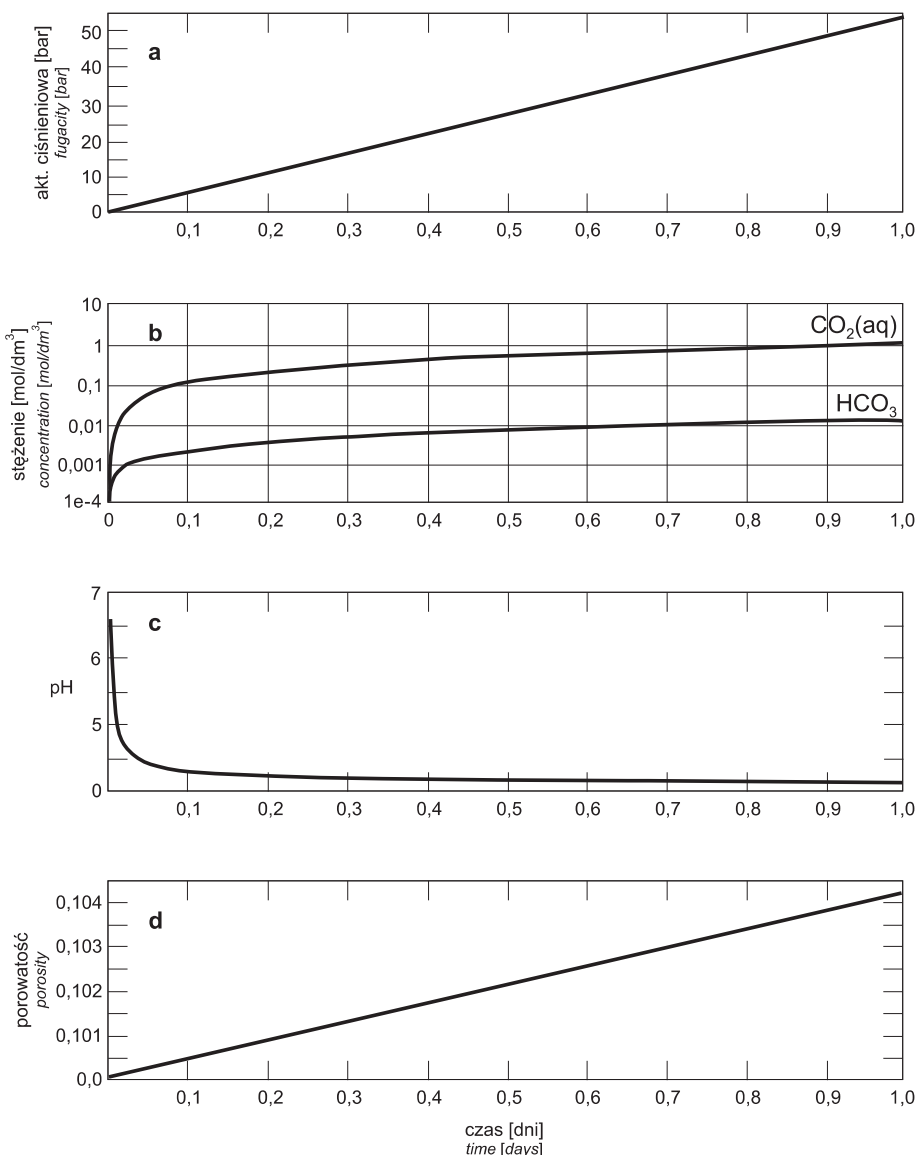 akt. ciśnieniowa [bar]
fugacity [bar]
a
50
40
30
20
10
0
0,1 0,2 0,3 0,4 0,5 0,6 0,7 0,8 0,9 1,0
stężenie [mol/dm³]
concentration [mol/dm³]
b
CO₂(aq)
HCO₃
10
1
0,1
0,01
0,001
1e-4
0 0,1 0,2 0,3 0,4 0,5 0,6 0,7 0,8 0,9 1,0
pH
c
7
6
5
0
0,1 0,2 0,3 0,4 0,5 0,6 0,7 0,8 0,9 1,0
porowatość
porosity
d
0,104
0,103
0,102
0,101
0,0
0,1 0,2 0,3 0,4 0,5 0,6 0,7 0,8 0,9 1,0
czas [dni]
time [days]